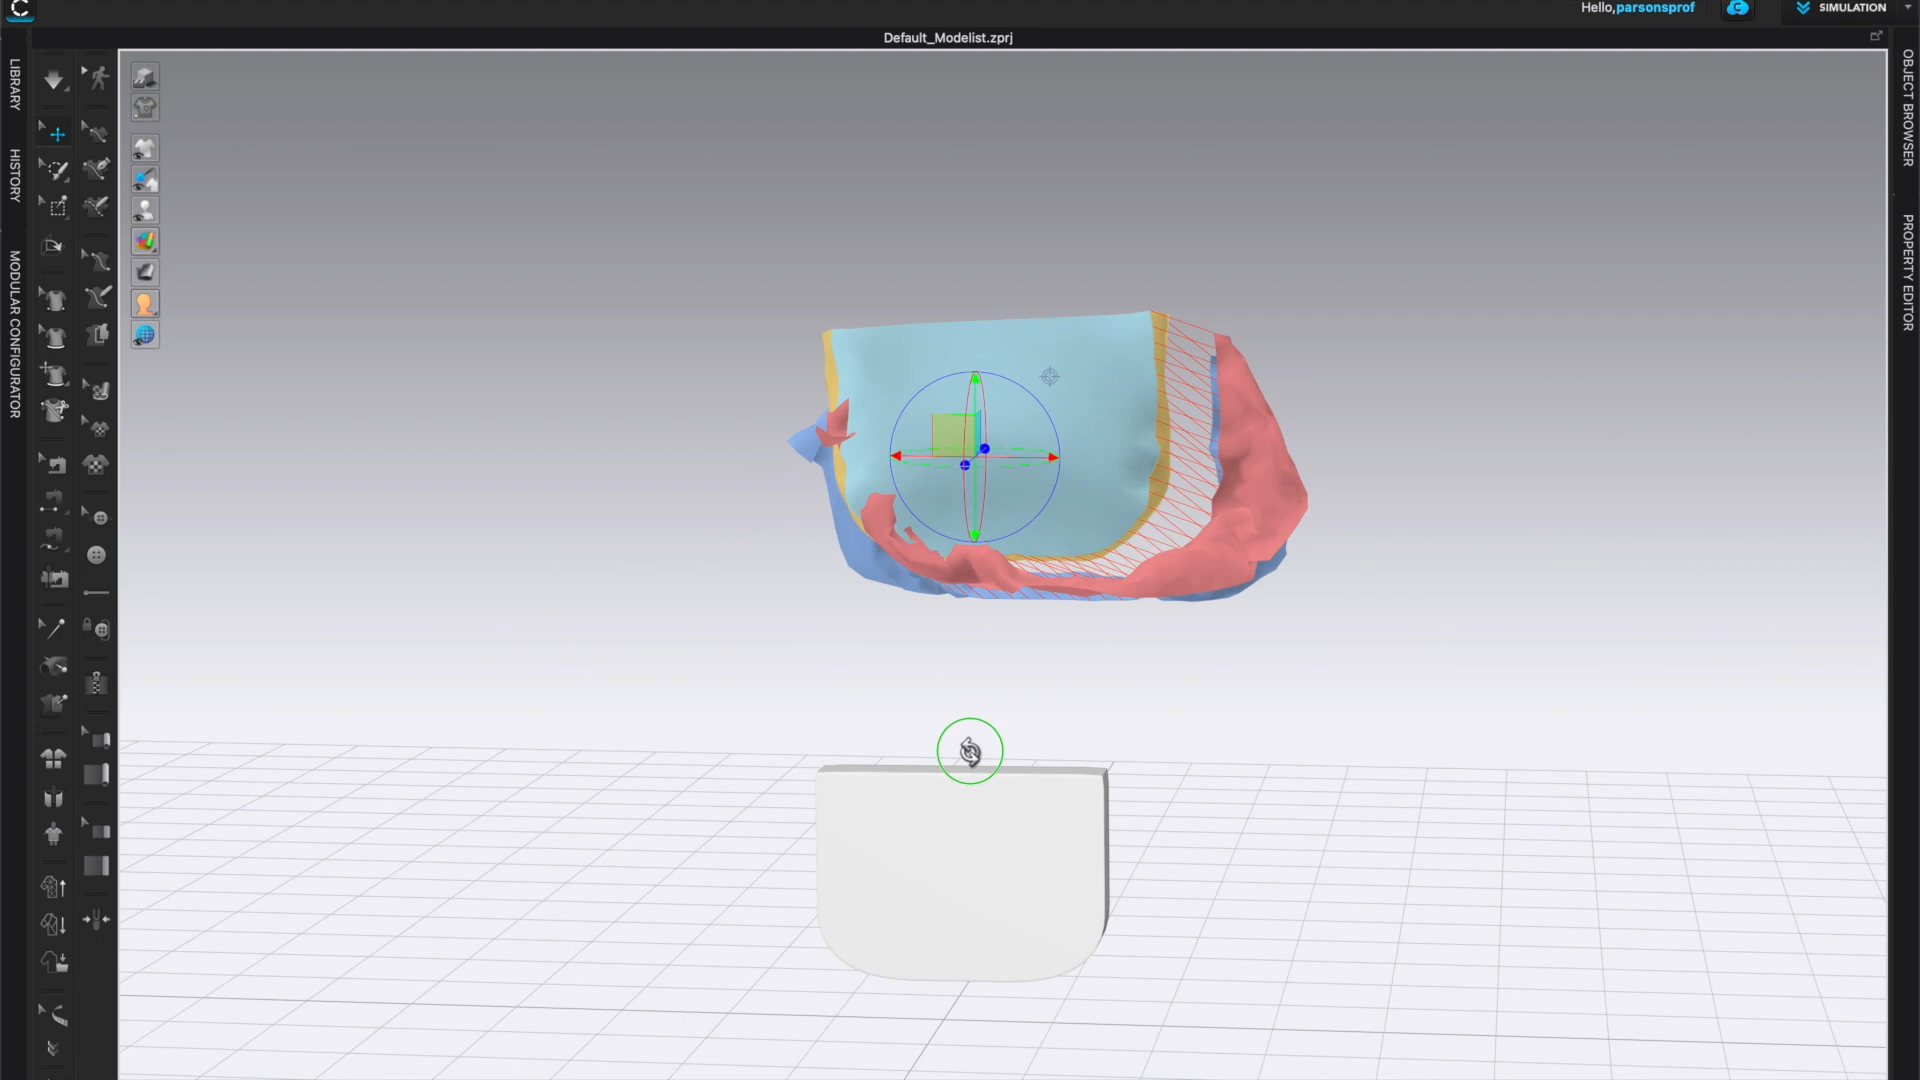 Hello,parsonsprof
SIMULATION
Default_Modelist.zprj
LIBRARY
HISTORY
MODULAR CONFIGURATOR
OBJECT BROWSER
PROPERTY EDITOR